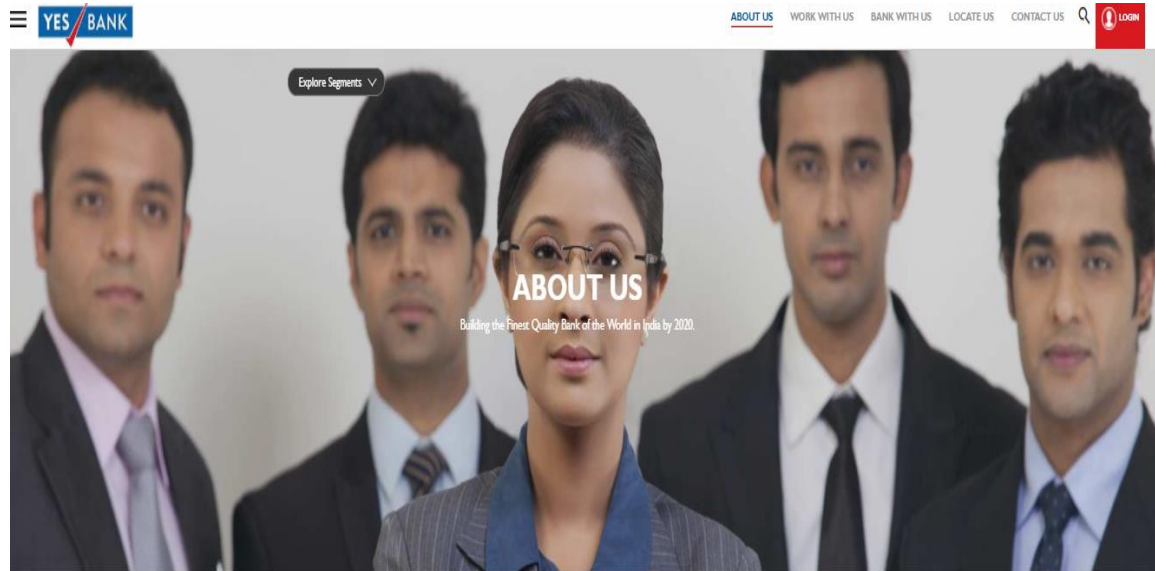 YES BANK
ABOUT US
WORK WITH US
BANK WITH US
LOCATE US
CONTACT US
LOGIN
Explore Segments
ABOUT US
Building the Finest Quality Bank of the World in India by 2020.